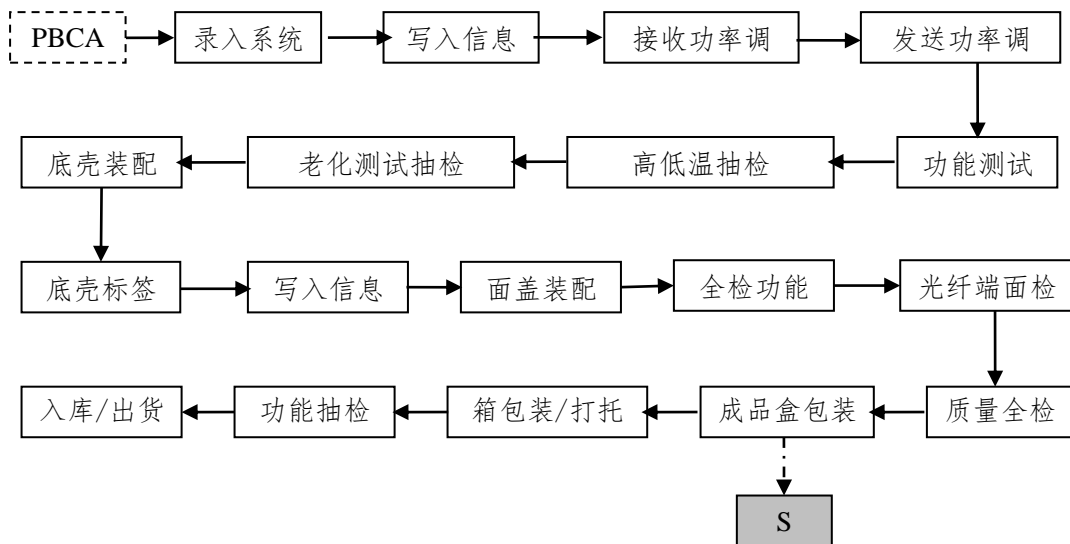 PBCA
录入系统
写入信息
接收功率调
发送功率调
功能测试
高低温抽检
老化测试抽检
底壳装配
底壳标签
写入信息
面盖装配
全检功能
光纤端面检
质量全检
成品盒包装
箱包装/打托
功能抽检
入库/出货
S